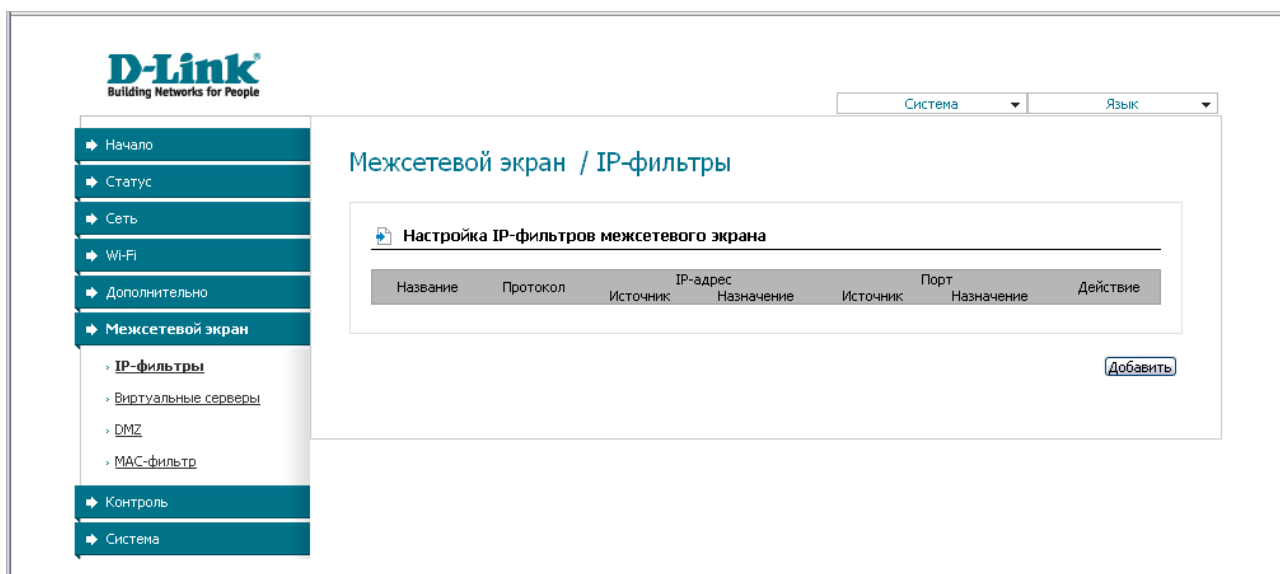 D-Link
Building Networks for People
Система
Язык
Начало
Статус
Сеть
Wi-Fi
Дополнительно
Межсетевой экран
IP-фильтры
Виртуальные серверы
DMZ
MAC-фильтр
Контроль
Система
Межсетевой экран / IP-фильтры
Настройка IP-фильтров межсетевого экрана
Название Протокол IP-адрес Порт Действие
Источник Назначение Источник Назначение
Добавить